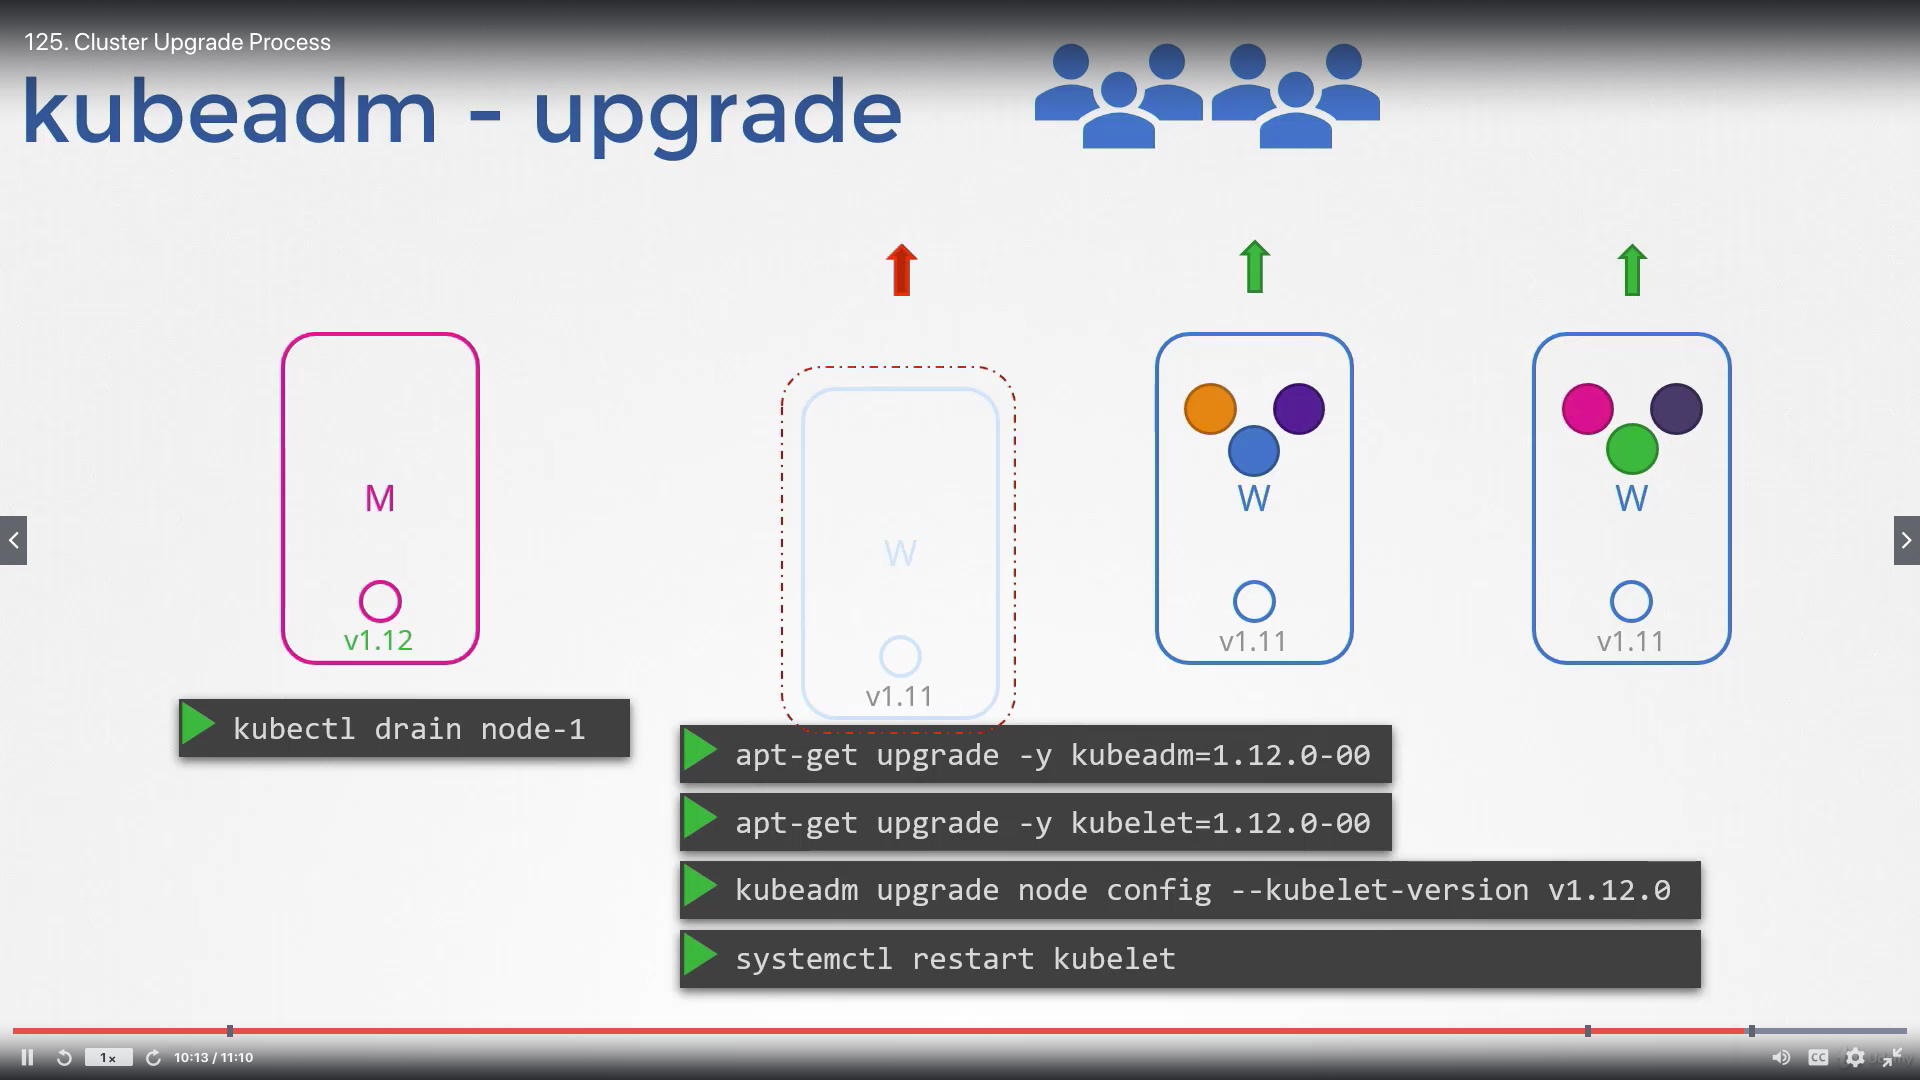 125. Cluster Upgrade Process
kubeadm - upgrade
M
v1.12
W
v1.11
W
v1.11
W
v1.11
kubectl drain node-1
apt-get upgrade -y kubeadm=1.12.0-00
apt-get upgrade -y kubelet=1.12.0-00
kubeadm upgrade node config --kubelet-version v1.12.0
systemctl restart kubelet
1x
10:13 / 11:10
CC